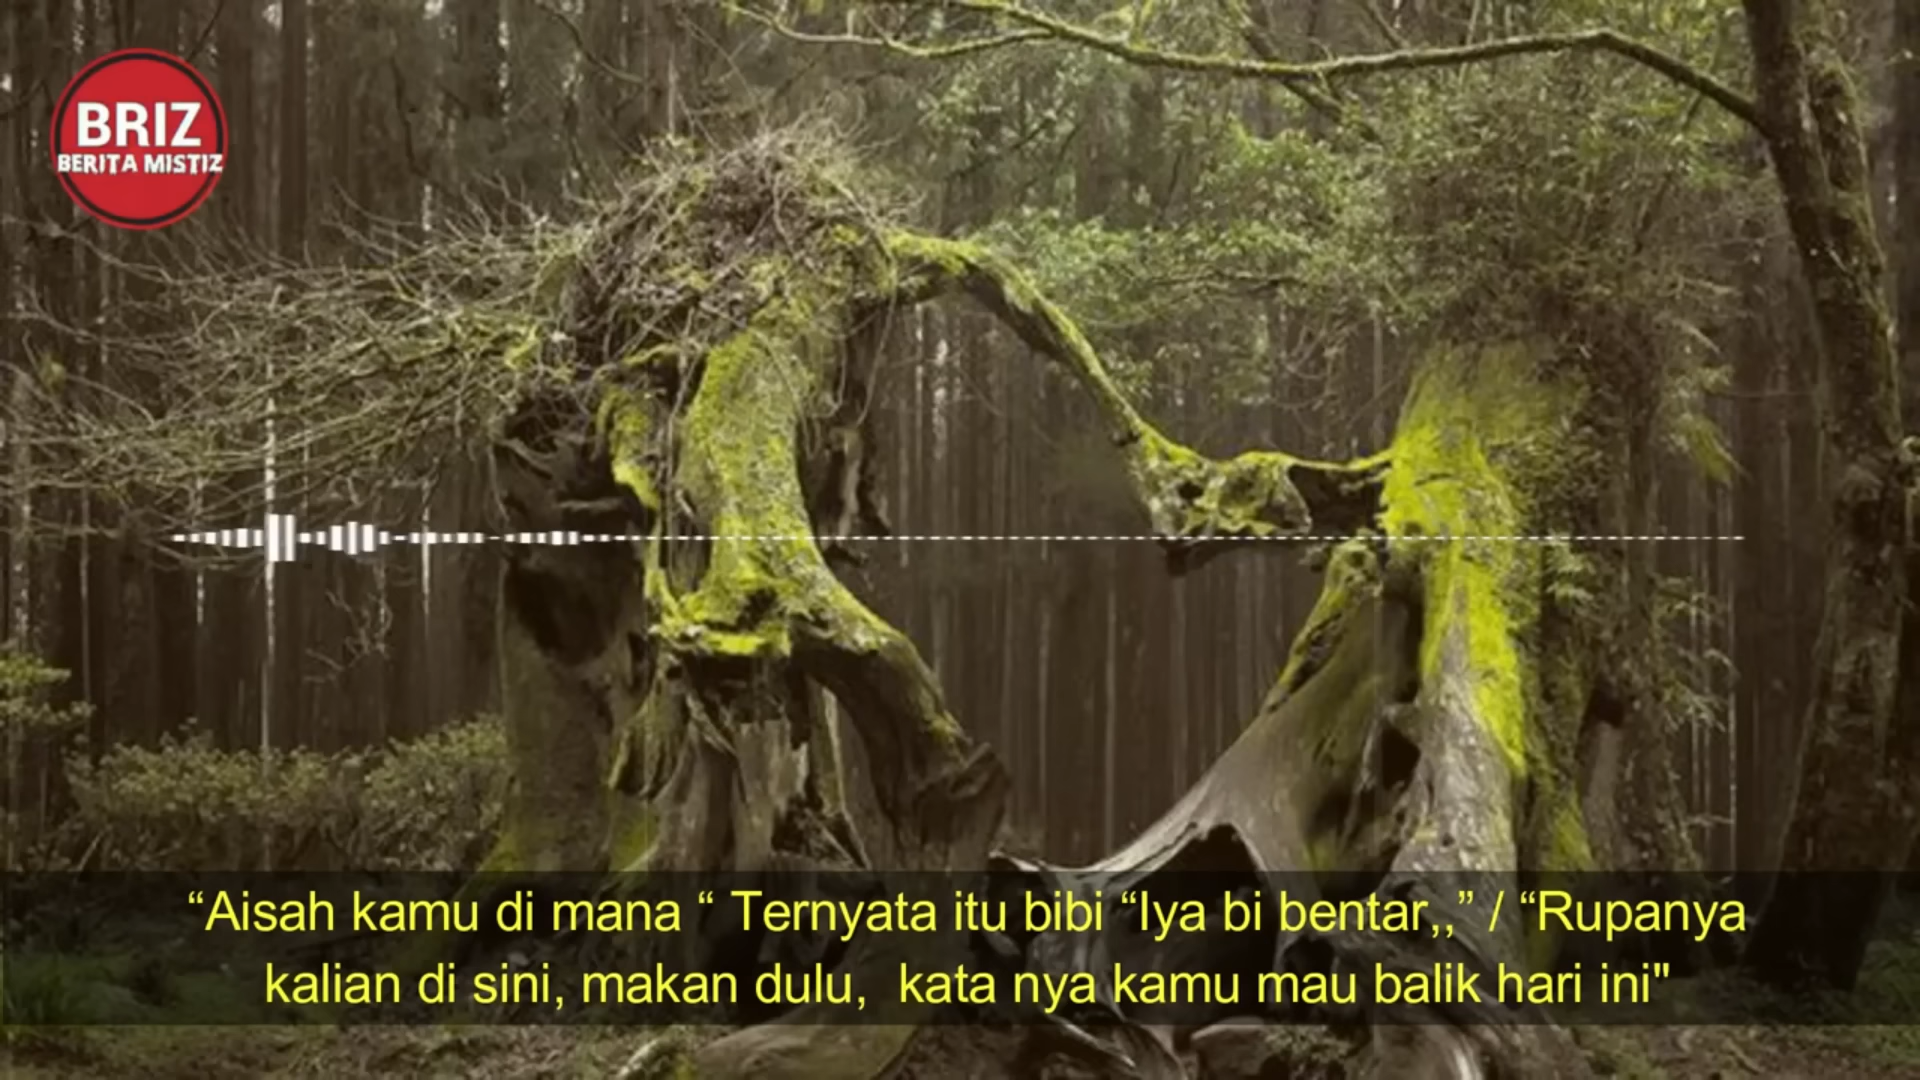 BRIZ
BERITA MISTIZ
“Aisah kamu di mana “ Ternyata itu bibi “Iya bi bentar,,” / “Rupanya
kalian di sini, makan dulu,  kata nya kamu mau balik hari ini"